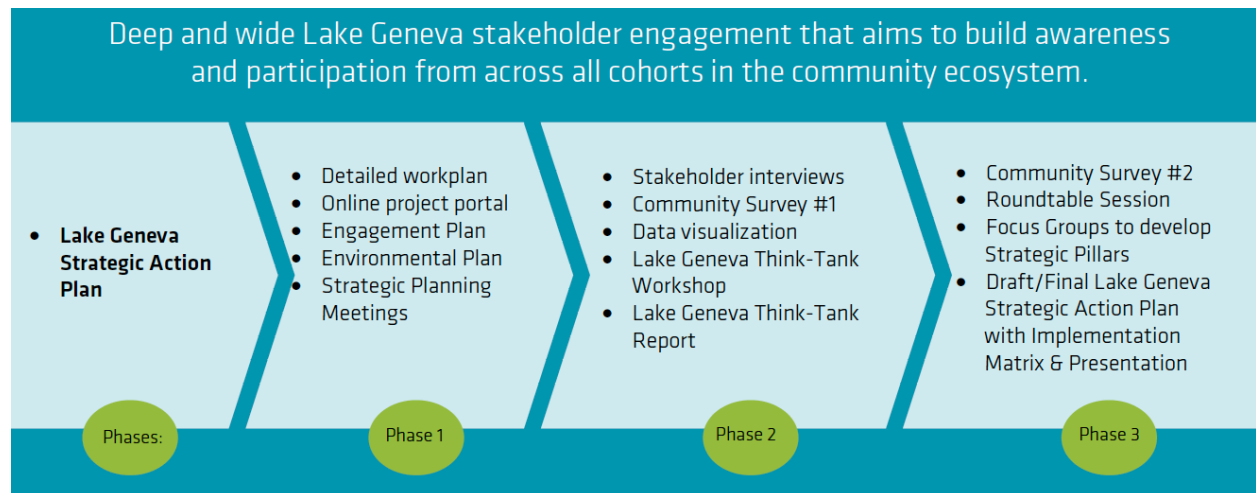 Deep and wide Lake Geneva stakeholder engagement that aims to build awareness
and participation from across all cohorts in the community ecosystem.
• Lake Geneva
Strategic Action
Plan
Phases:
• Detailed workplan
• Online project portal
• Engagement Plan
• Environmental Plan
• Strategic Planning
Meetings
Phase 1
• Stakeholder interviews
• Community Survey #1
• Data visualization
• Lake Geneva Think-Tank
Workshop
• Lake Geneva Think-Tank
Report
Phase 2
• Community Survey #2
• Roundtable Session
• Focus Groups to develop
Strategic Pillars
• Draft/Final Lake Geneva
Strategic Action Plan
with Implementation
Matrix & Presentation
Phase 3